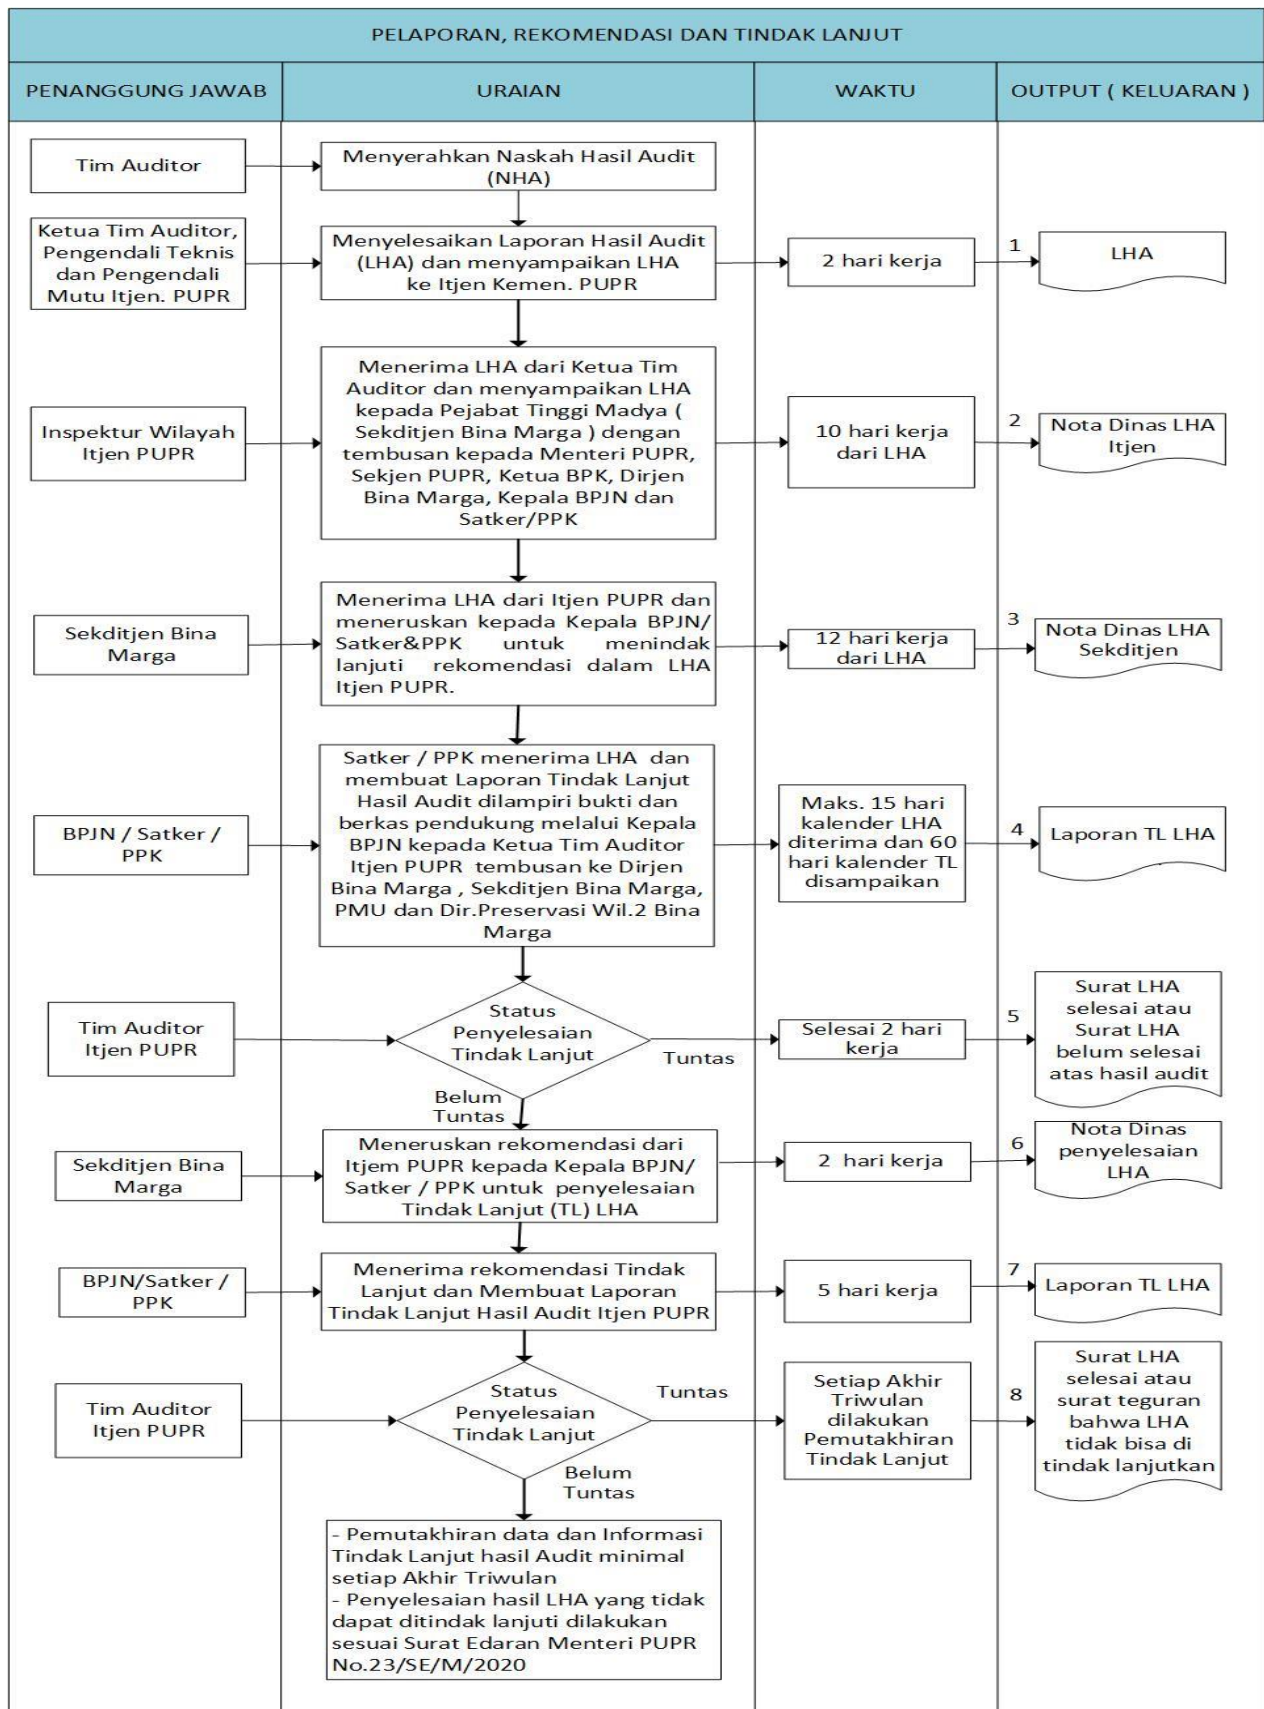 PELAPORAN, REKOMENDASI DAN TINDAK LANJUT
PENANGGUNG JAWAB
URAIAN
WAKTU
OUTPUT ( KELUARAN )
Tim Auditor
Menyerahkan Naskah Hasil Audit
(NHA)
Ketua Tim Auditor,
Pengendali Teknis
dan Pengendali
Mutu Itjen. PUPR
Menyelesaikan Laporan Hasil Audit
(LHA) dan menyampaikan LHA
ke Itjen Kemen. PUPR
2 hari kerja
1
LHA
Inspektur Wilayah
Itjen PUPR
Menerima LHA dari Ketua Tim
Auditor dan menyampaikan LHA
kepada Pejabat Tinggi Madya (
Sekditjen Bina Marga ) dengan
tembusan kepada Menteri PUPR,
Sekjen PUPR, Ketua BPK, Dirjen
Bina Marga, Kepala BPJN dan
Satker/PPK
10 hari kerja
dari LHA
2
Nota Dinas LHA
Itjen
Sekditjen Bina
Marga
Menerima LHA dari Itjen PUPR dan
meneruskan kepada Kepala BPJN/
Satker&PPK untuk menindak
lanjuti rekomendasi dalam LHA
Itjen PUPR.
12 hari kerja
dari LHA
3
Nota Dinas LHA
Sekditjen
BPJN / Satker /
PPK
Satker / PPK menerima LHA dan
membuat Laporan Tindak Lanjut
Hasil Audit dilampiri bukti dan
berkas pendukung melalui Kepala
BPJN kepada Ketua Tim Auditor
Itjen PUPR tembusan ke Dirjen
Bina Marga , Sekditjen Bina Marga,
PMU dan Dir.Preservasi Wil.2 Bina
Marga
Maks. 15 hari
kalender LHA
diterima dan 60
hari kalender TL
disampaikan
4
Laporan TL LHA
Tim Auditor
Itjen PUPR
Status
Penyelesaian
Tindak Lanjut
Tuntas
Belum
Tuntas
Selesai 2 hari
kerja
5
Surat LHA
selesai atau
Surat LHA
belum selesai
atas hasil audit
Sekditjen Bina
Marga
Meneruskan rekomendasi dari
Itjem PUPR kepada Kepala BPJN/
Satker / PPK untuk penyelesaian
Tindak Lanjut (TL) LHA
2 hari kerja
6
Nota Dinas
penyelesaian
LHA
BPJN/Satker /
PPK
Menerima rekomendasi Tindak
Lanjut dan Membuat Laporan
Tindak Lanjut Hasil Audit Itjen PUPR
5 hari kerja
7
Laporan TL LHA
Tim Auditor
Itjen PUPR
Status
Penyelesaian
Tindak Lanjut
Tuntas
Belum
Tuntas
Setiap Akhir
Triwulan
dilakukan
Pemutakhiran
Tindak Lanjut
8
Surat LHA
selesai atau
surat teguran
bahwa LHA
tidak bisa di
tindak lanjutkan
- Pemutakhiran data dan Informasi
Tindak Lanjut hasil Audit minimal
setiap Akhir Triwulan
- Penyelesaian hasil LHA yang tidak
dapat ditindak lanjuti dilakukan
sesuai Surat Edaran Menteri PUPR
No.23/SE/M/2020